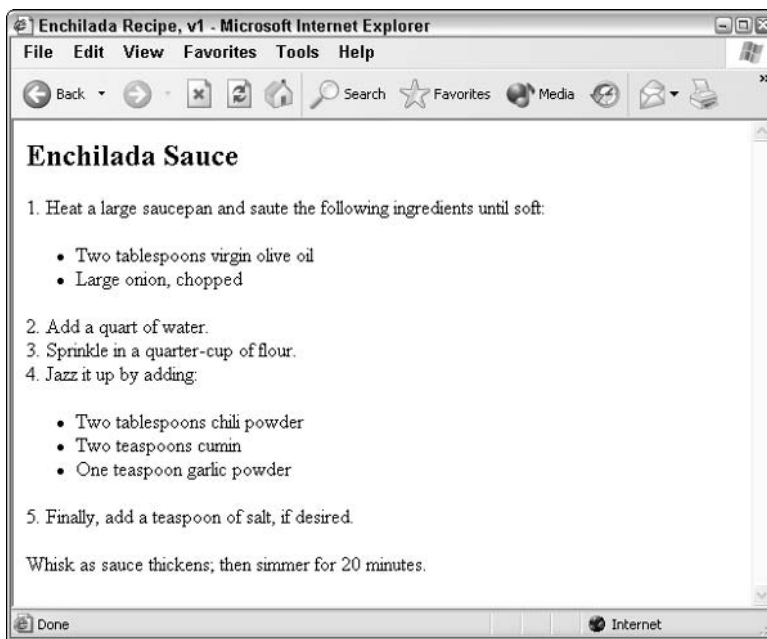 Enchilada Recipe, v1 - Microsoft Internet Explorer
File Edit View Favorites Tools Help
Back Search Favorites Media »
Enchilada Sauce
1. Heat a large saucepan and saute the following ingredients until soft:
• Two tablespoons virgin olive oil
• Large onion, chopped
2. Add a quart of water.
3. Sprinkle in a quarter-cup of flour.
4. Jazz it up by adding:
• Two tablespoons chili powder
• Two teaspoons cumin
• One teaspoon garlic powder
5. Finally, add a teaspoon of salt, if desired.
Whisk as sauce thickens; then simmer for 20 minutes.
Done Internet